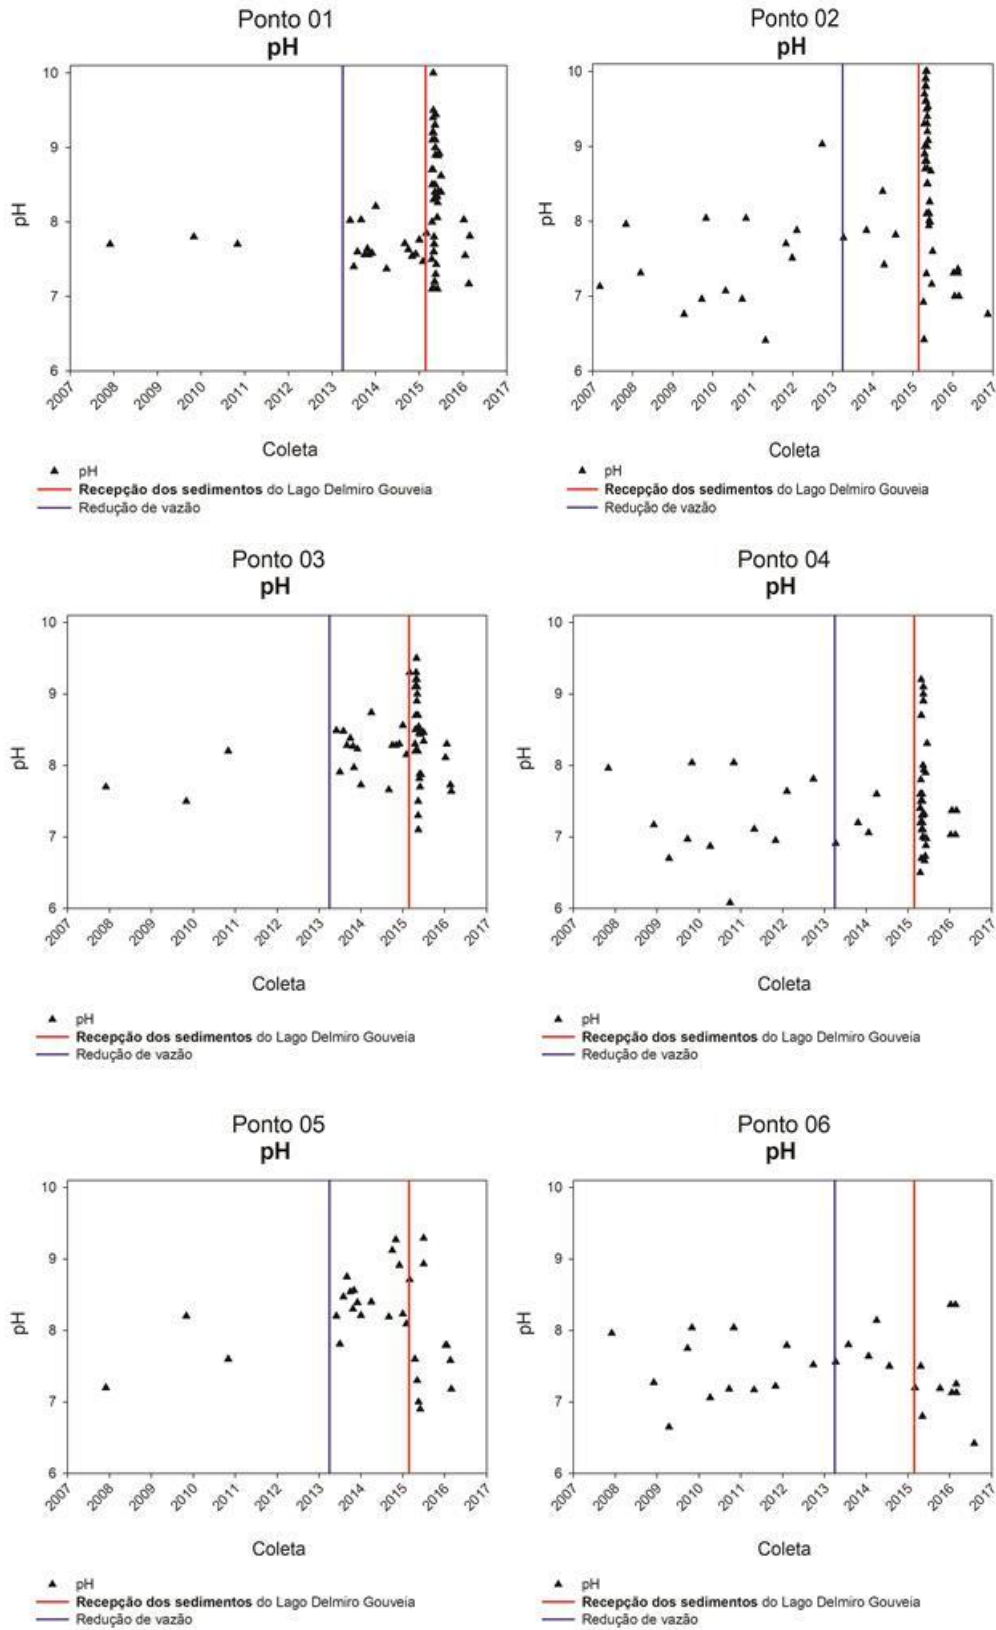 Ponto 01
pH
10
9
8
7
6
pH
2007
2008
2009
2010
2011
2012
2013
2014
2015
2016
2017
Coleta
pH
Recepção dos sedimentos do Lago Delmiro Gouveia
Redução de vazão
Ponto 02
pH
10
9
8
7
6
pH
2007
2008
2009
2010
2011
2012
2013
2014
2015
2016
2017
Coleta
pH
Recepção dos sedimentos do Lago Delmiro Gouveia
Redução de vazão
Ponto 03
pH
10
9
8
7
6
pH
2007
2008
2009
2010
2011
2012
2013
2014
2015
2016
2017
Coleta
pH
Recepção dos sedimentos do Lago Delmiro Gouveia
Redução de vazão
Ponto 04
pH
10
9
8
7
6
pH
2007
2008
2009
2010
2011
2012
2013
2014
2015
2016
2017
Coleta
pH
Recepção dos sedimentos do Lago Delmiro Gouveia
Redução de vazão
Ponto 05
pH
10
9
8
7
6
pH
2007
2008
2009
2010
2011
2012
2013
2014
2015
2016
2017
Coleta
pH
Recepção dos sedimentos do Lago Delmiro Gouveia
Redução de vazão
Ponto 06
pH
10
9
8
7
6
pH
2007
2008
2009
2010
2011
2012
2013
2014
2015
2016
2017
Coleta
pH
Recepção dos sedimentos do Lago Delmiro Gouveia
Redução de vazão